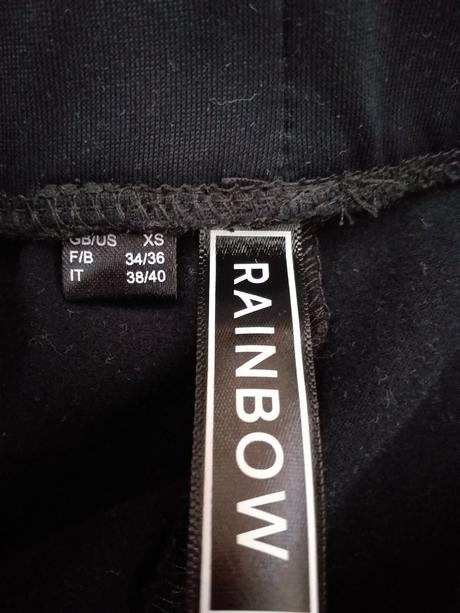 GB/US XS
F/B 34/36
IT 38/40
RAINBOW